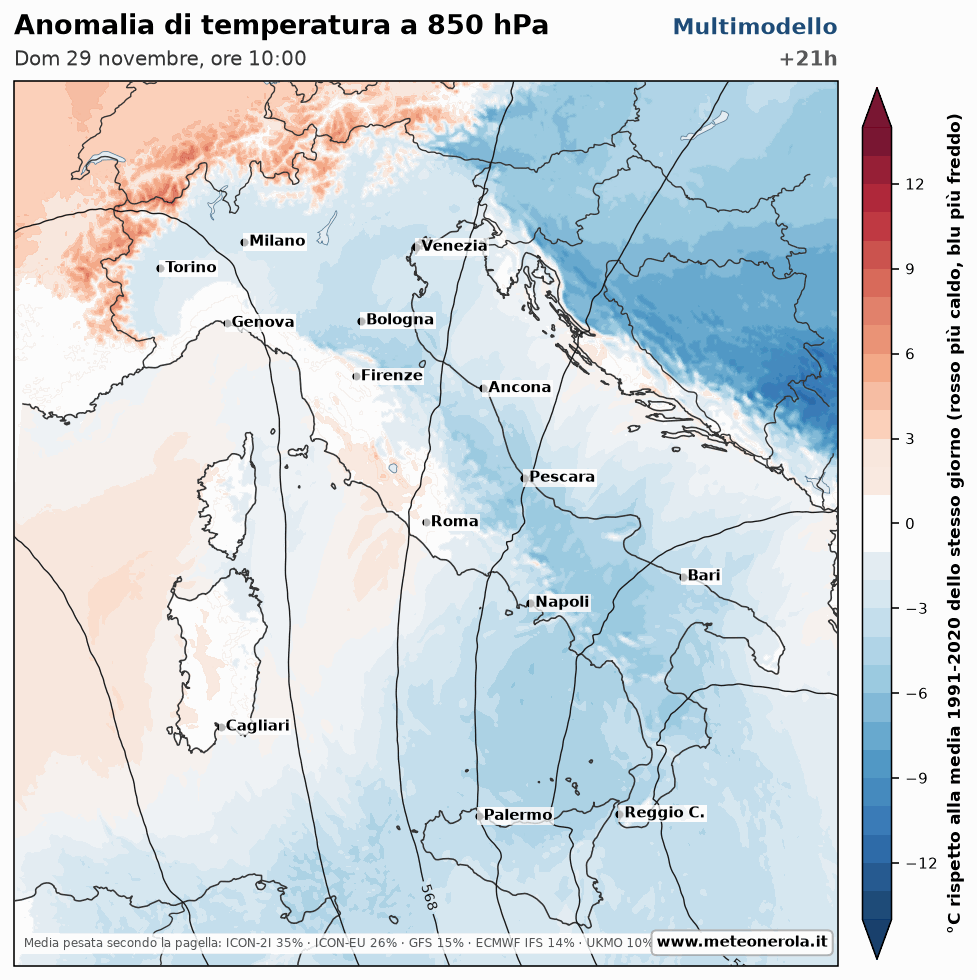 Anomalia di temperatura a 850 hPa
Multimodello
Dom 29 novembre, ore 10:00
+21h
Milano
Venezia
Torino
Genova
Bologna
Firenze
Ancona
Pescara
Roma
Bari
Napoli
Cagliari
Palermo
Reggio C.
568
12
9
6
3
0
−3
−6
−9
−12
°C rispetto alla media 1991-2020 dello stesso giorno (rosso più caldo, blu più freddo)
Media pesata secondo la pagella: ICON-2I 35% · ICON-EU 26% · GFS 15% · ECMWF IFS 14% · UKMO 10%
www.meteonerola.it